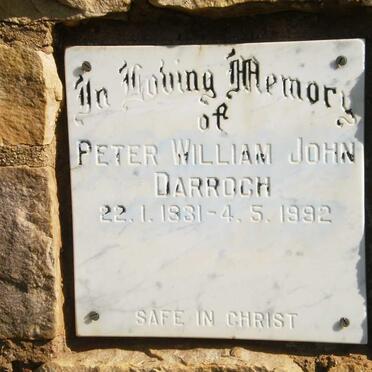 In Loving Memory
of
PETER WILLIAM JOHN
DARROCH
22.1.1931-4.5.1992
SAFE IN CHRIST